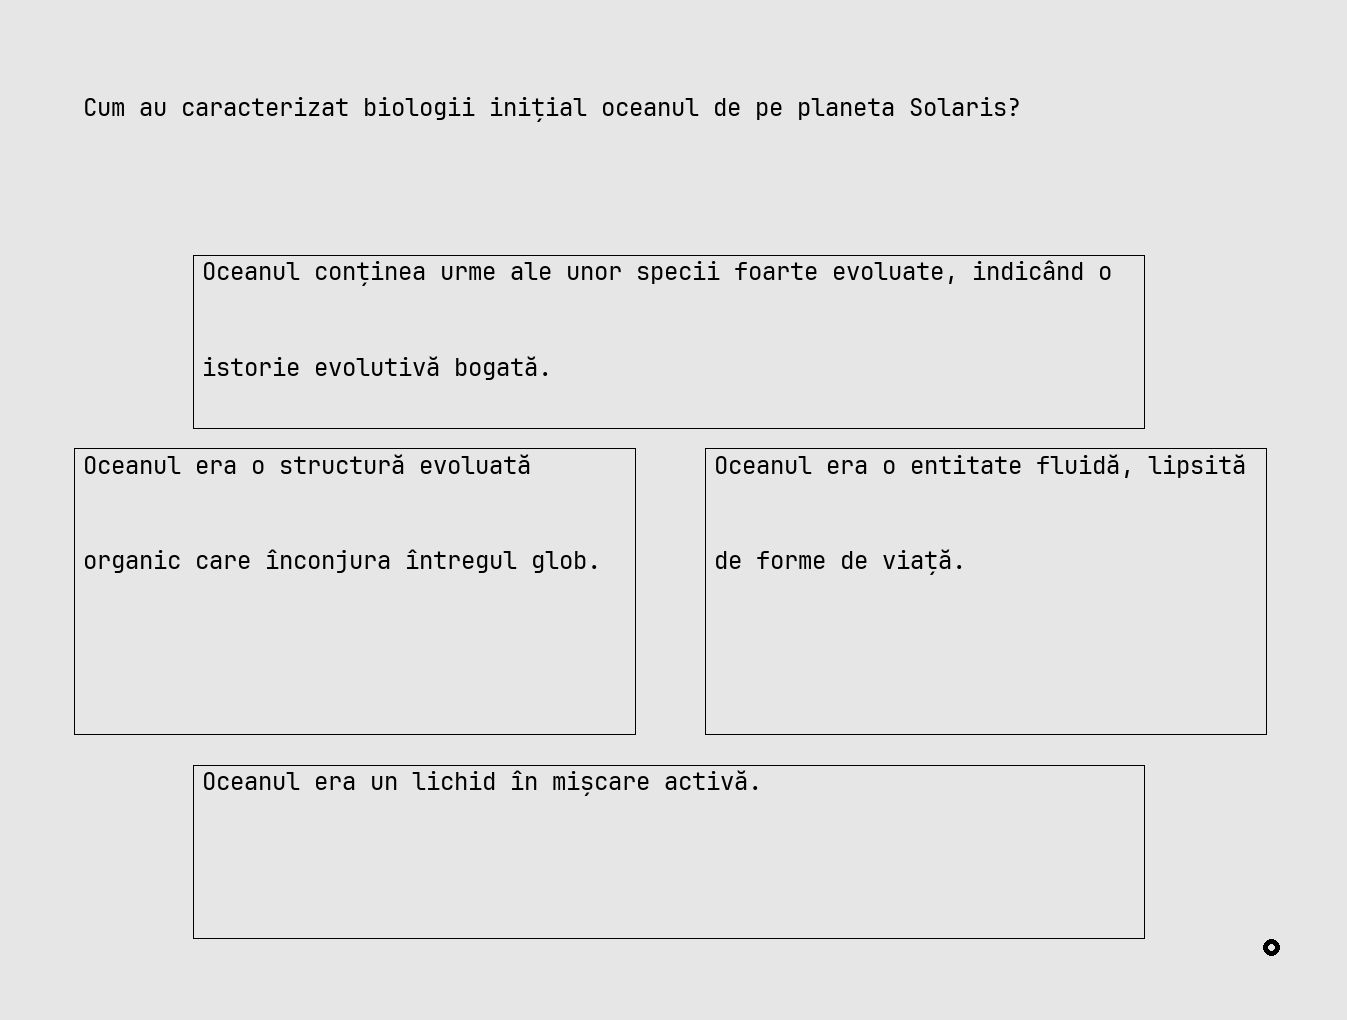 Cum au caracterizat biologii inițial oceanul de pe planeta Solaris?
Oceanul conținea urme ale unor specii foarte evoluate, indicând o
istorie evolutivă bogată.
Oceanul era o structură evoluată
organic care înconjura întregul glob.
Oceanul era o entitate fluidă, lipsită
de forme de viață.
Oceanul era un lichid în mișcare activă.